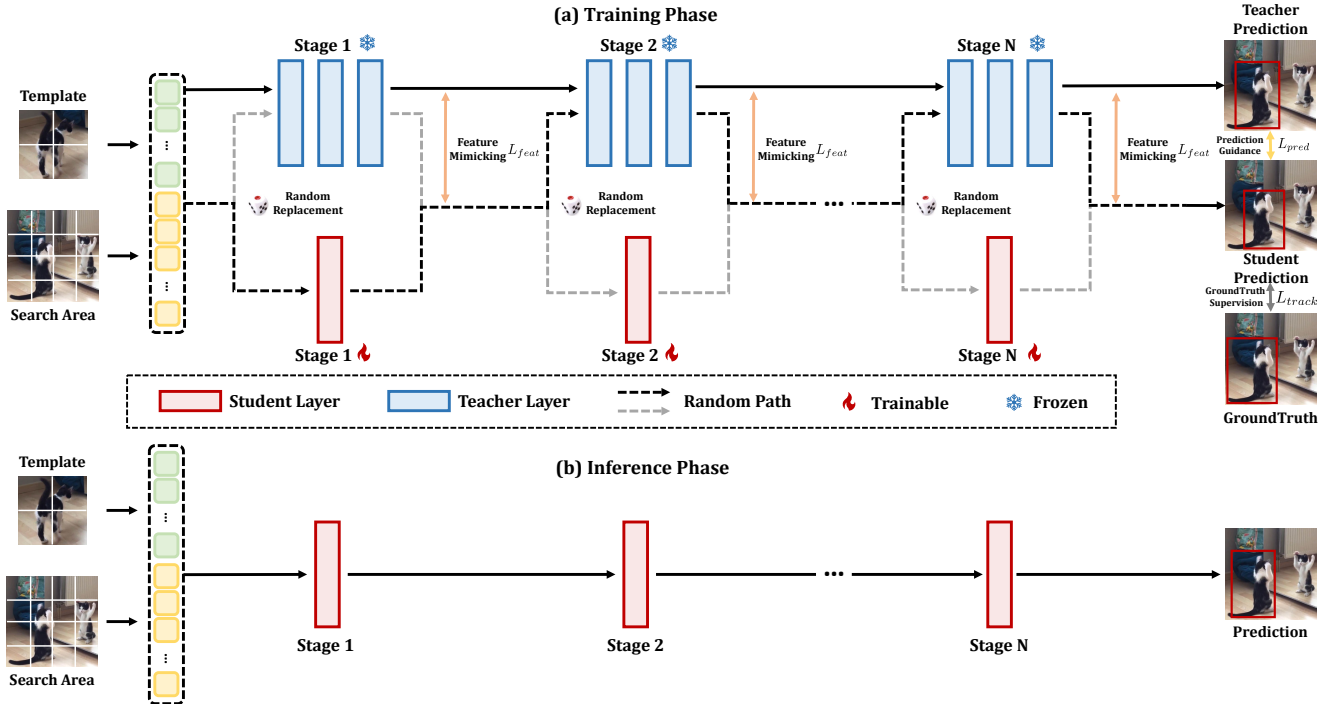 (a) Training Phase
Teacher
Prediction
Stage 1
Stage 2
Stage N
Template
...
Feature
Mimicking L_feat
Feature
Mimicking L_feat
Feature
Mimicking L_feat
Prediction
Guidance
L_pred
Random
Replacement
Random
Replacement
...
Random
Replacement
Search Area
...
Student
Prediction
GroundTruth
Supervision
L_track
Stage 1
Stage 2
Stage N
Student Layer
Teacher Layer
Random Path
Trainable
Frozen
GroundTruth
(b) Inference Phase
Template
...
...
Search Area
...
Stage 1
Stage 2
Stage N
Prediction